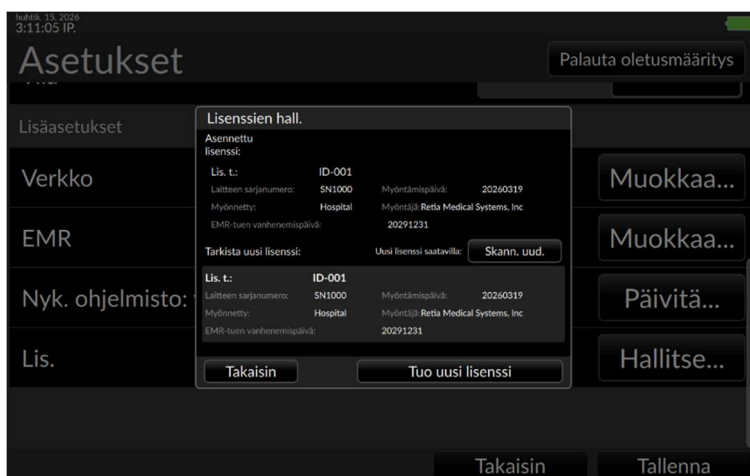 huhtik. 15, 2026
3:11:05 IP.
Asetukset
Palauta oletusmääritys
Lisäasetukset
Verkko
Muokkaa...
EMR
Muokkaa...
Nyk. ohjelmisto:
Päivitä...
Lis.
Hallitse...
Takaisin
Tallenna
Lisenssien hall.
Asennettu
lisenssi:
Lis. t.: ID-001
Laitteen sarjanumero: SN1000 Myöntämispäivä: 20260319
Myönnetty: Hospital Myöntäjä: Retia Medical Systems, Inc
EMR-tuen vanhenemispäivä: 20291231
Tarkista uusi lisenssi: Uusi lisenssi saatavilla: Skann. uud.
Lis. t.: ID-001
Laitteen sarjanumero: SN1000 Myöntämispäivä: 20260319
Myönnetty: Hospital Myöntäjä: Retia Medical Systems, Inc
EMR-tuen vanhenemispäivä: 20291231
Takaisin
Tuo uusi lisenssi